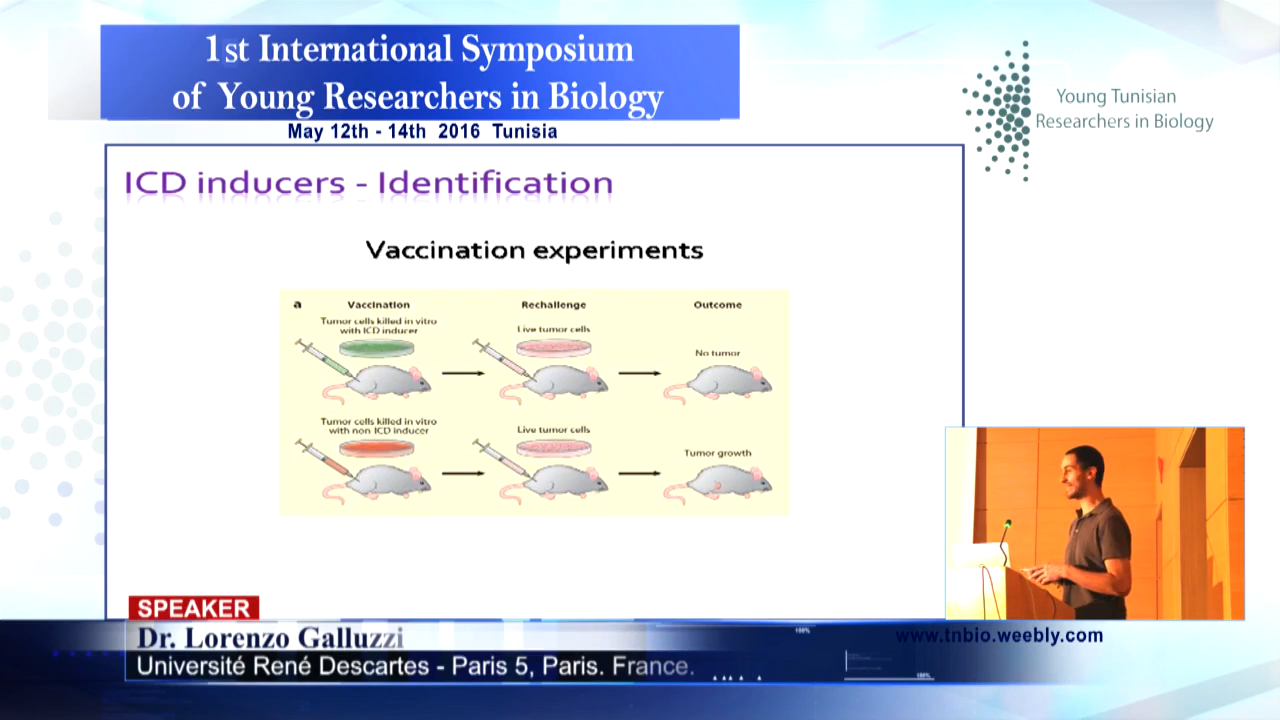 1st International Symposium
of Young Researchers in Biology
May 12th - 14th 2016 Tunisia
Young Tunisian
Researchers in Biology
ICD inducers - Identification
Vaccination experiments
a Vaccination Rechallenge Outcome
Tumor cells killed in vitro
with ICD inducer
Live tumor cells
No tumor
Tumor cells killed in vitro
with non ICD inducer
Live tumor cells
Tumor growth
SPEAKER
Dr. Lorenzo Galluzzi
Université René Descartes - Paris 5, Paris. France.
100%
www.tnbio.weebly.com
100%